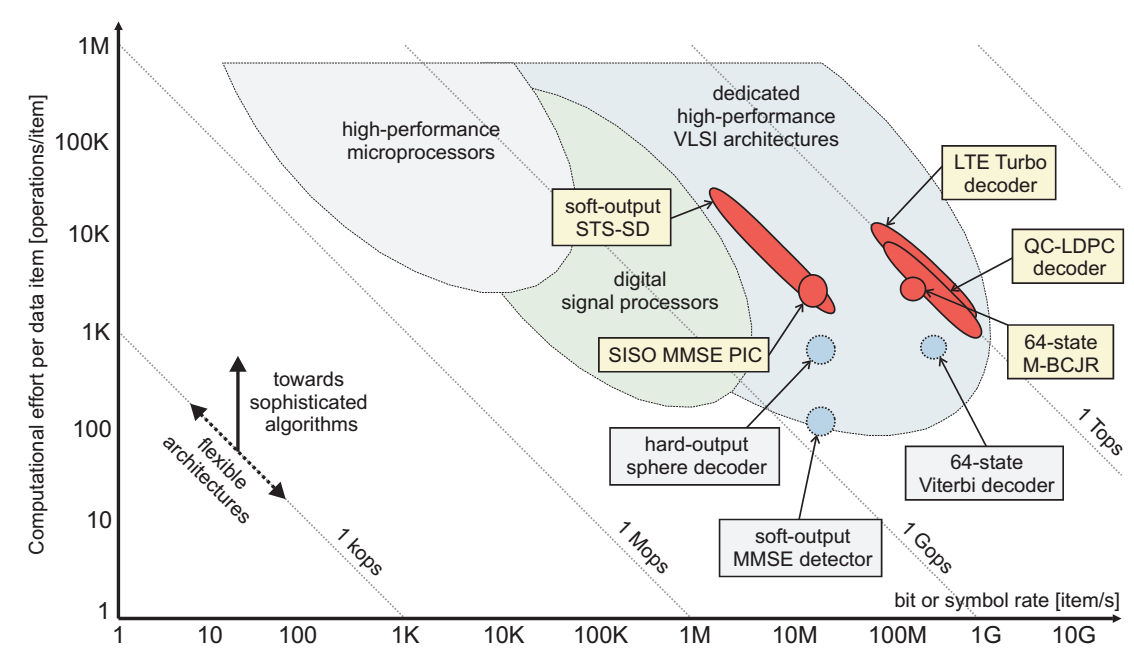 Computational effort per data item [operations/item]
1M
100K
10K
1K
100
10
1
high-performance
microprocessors
dedicated
high-performance
VLSI architectures
digital
signal processors
LTE Turbo
decoder
soft-output
STS-SD
QC-LDPC
decoder
SISO MMSE PIC
64-state
M-BCJR
towards
sophisticated
algorithms
flexible
architectures
hard-output
sphere decoder
64-state
Viterbi decoder
soft-output
MMSE detector
1 kops
1 Mops
1 Gops
1 Tops
bit or symbol rate [item/s]
1
10
100
1K
10K
100K
1M
10M
100M
1G
10G